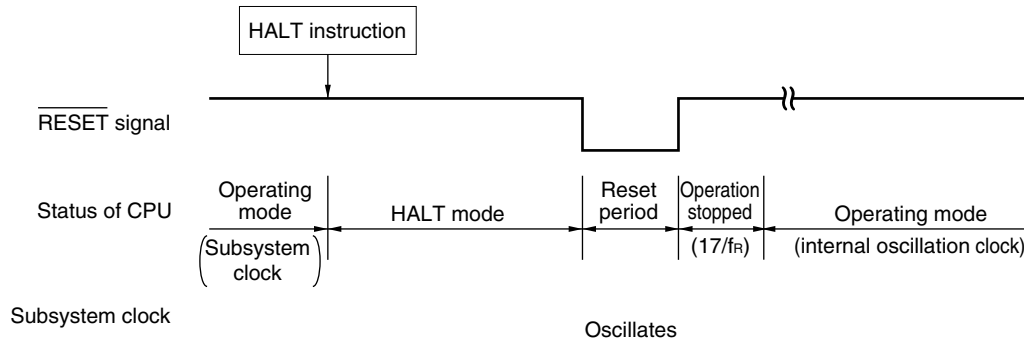 HALT instruction
RESET signal
Status of CPU
Operating
mode
(Subsystem
clock)
HALT mode
Reset
period
Operation
stopped
(17/fR)
Operating mode
(internal oscillation clock)
Subsystem clock
Oscillates